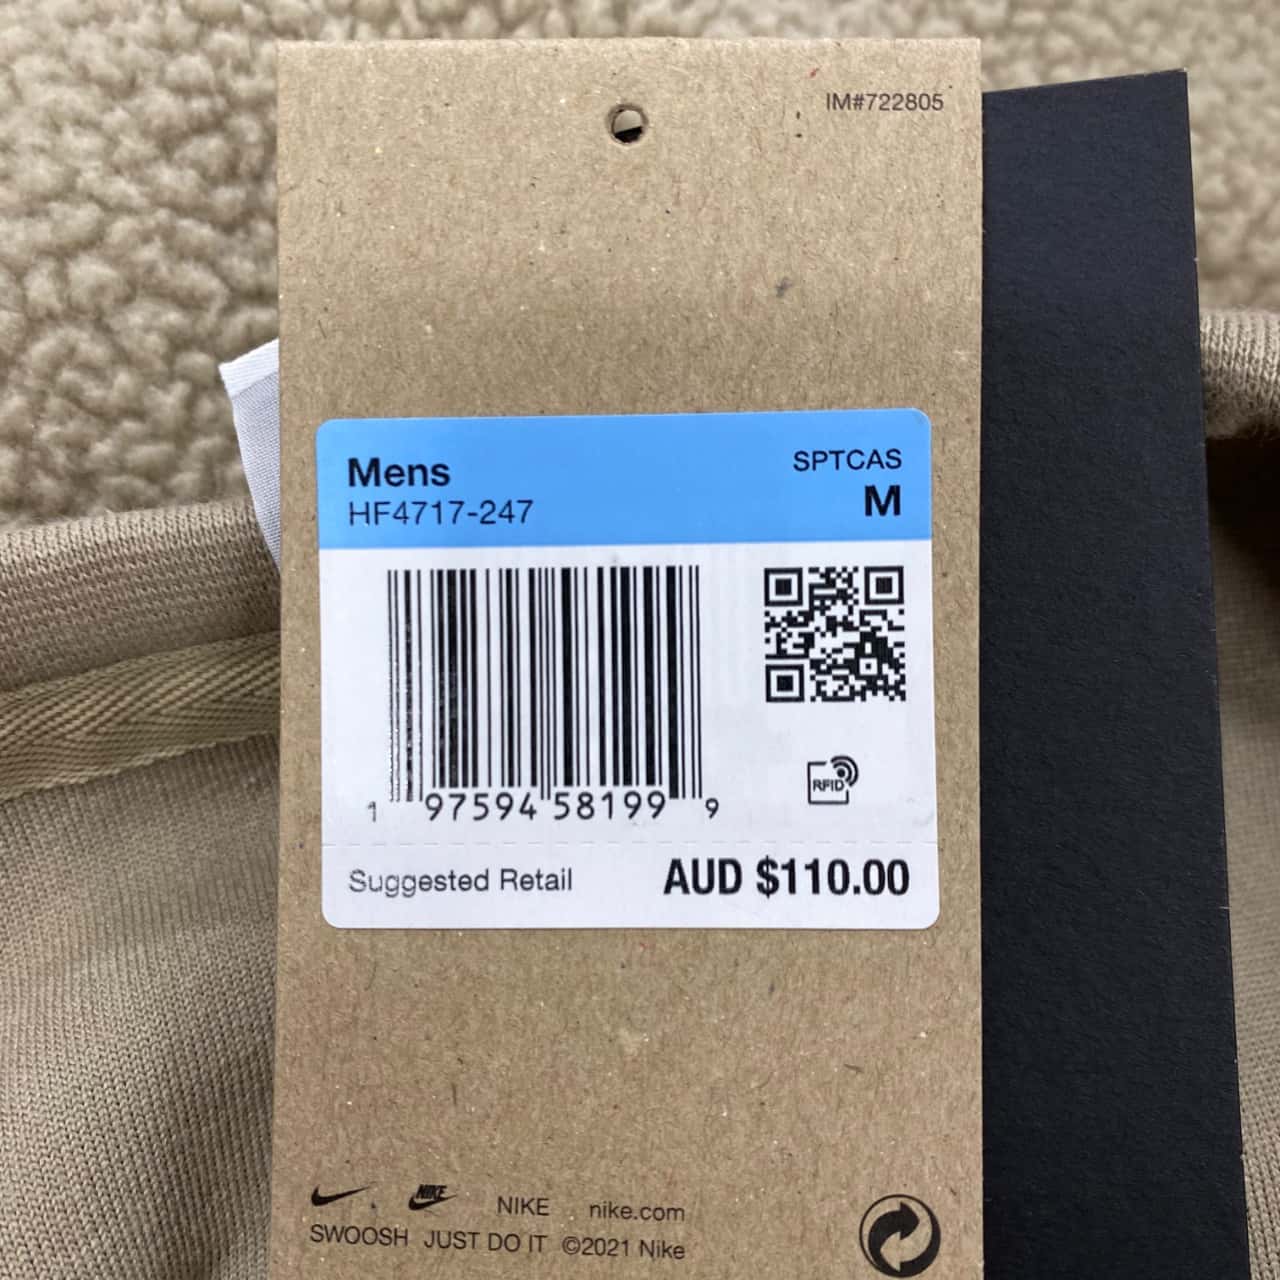 IM#722805
Mens
SPTCAS
HF4717-247
M
RFID
1 97594 58199 9
Suggested Retail
AUD $110.00
NIKE
NIKE
nike.com
SWOOSH JUST DO IT ©2021 Nike